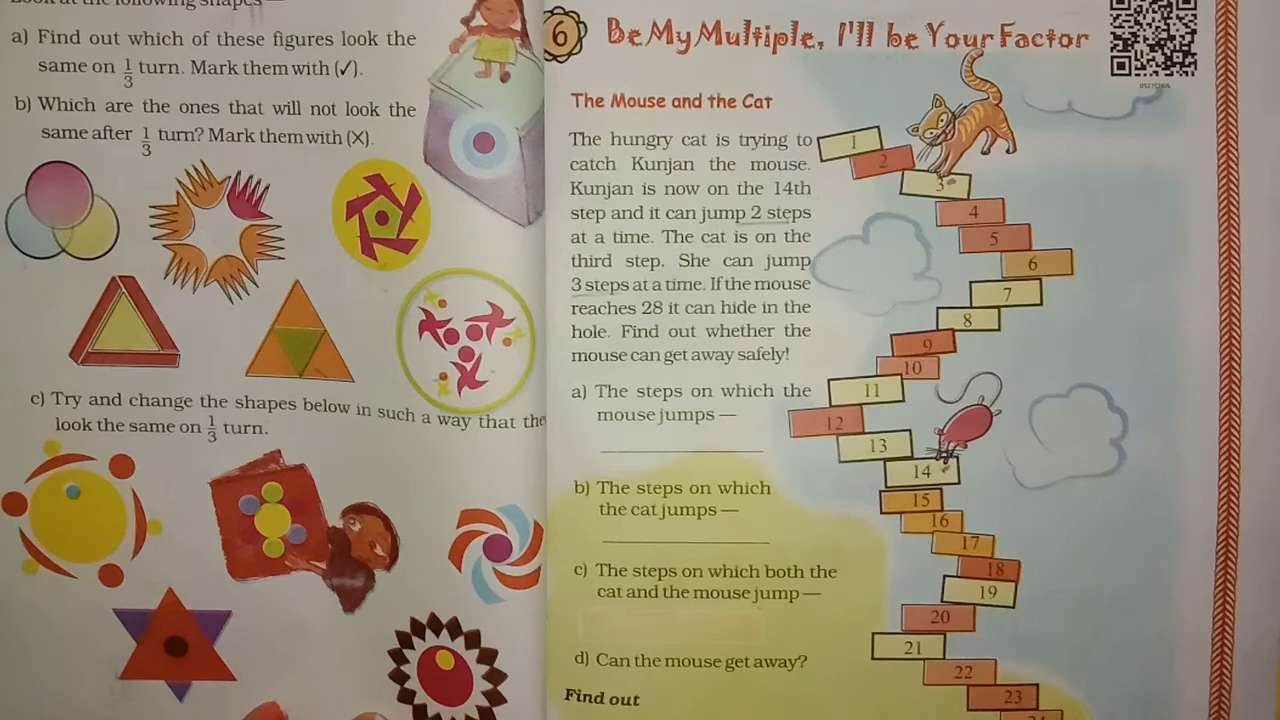 a) Find out which of these figures look the
same on 1/3 turn. Mark them with (✓).
b) Which are the ones that will not look the
same after 1/3 turn? Mark them with (X).
c) Try and change the shapes below in such a way that the
look the same on 1/3 turn.
6 Be My Multiple, I'll be Your Factor
The Mouse and the Cat
The hungry cat is trying to
catch Kunjan the mouse.
Kunjan is now on the 14th
step and it can jump 2 steps
at a time. The cat is on the
third step. She can jump
3 steps at a time. If the mouse
reaches 28 it can hide in the
hole. Find out whether the
mouse can get away safely!
a) The steps on which the
mouse jumps —
b) The steps on which
the cat jumps —
c) The steps on which both the
cat and the mouse jump —
d) Can the mouse get away?
Find out
1
2
3
4
5
6
7
8
9
10
11
12
13
14
15
16
17
18
19
20
21
22
23